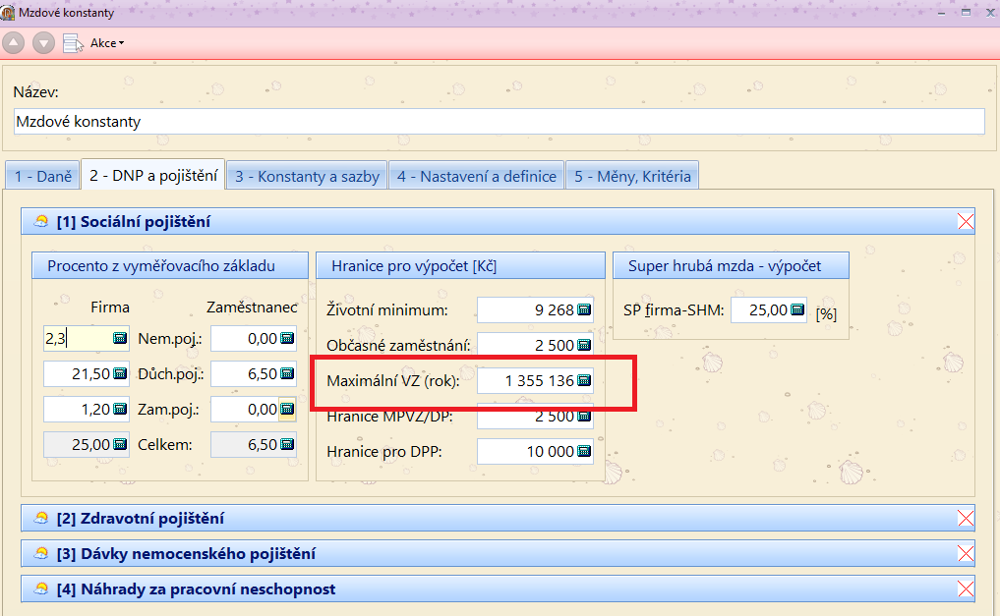 Mzdové konstanty
Akce
Název:
Mzdové konstanty
1 - Daně 2 - DNP a pojištění 3 - Konstanty a sazby 4 - Nastavení a definice 5 - Měny, Kritéria
[1] Sociální pojištění
Procento z vyměřovacího základu
Firma Zaměstnanec
2,3 Nem.poj.: 0,00
21,50 Důch.poj.: 6,50
1,20 Zam.poj.: 0,00
25,00 Celkem: 6,50
Hranice pro výpočet [Kč]
Životní minimum: 9 268
Občasné zaměstnání: 2 500
Maximální VZ (rok): 1 355 136
Hranice MPVZ/DP: 2 500
Hranice pro DPP: 10 000
Super hrubá mzda - výpočet
SP firma-SHM: 25,00 [%]
[2] Zdravotní pojištění
[3] Dávky nemocenského pojištění
[4] Náhrady za pracovní neschopnost